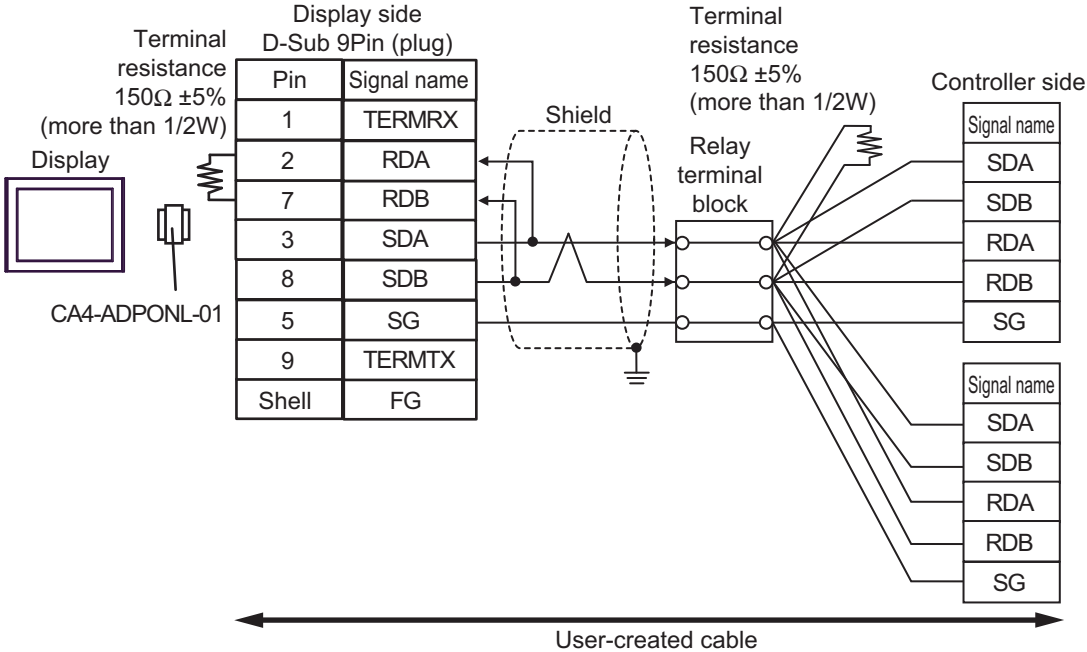 Display side
D-Sub 9Pin (plug)
Terminal
resistance
150Ω ±5%
(more than 1/2W)
Display
CA4-ADPONL-01
Pin Signal name
1 TERMRX
2 RDA
7 RDB
3 SDA
8 SDB
5 SG
9 TERMTX
Shell FG
Shield
Terminal
resistance
150Ω ±5%
(more than 1/2W)
Relay
terminal
block
Controller side
Signal name
SDA
SDB
RDA
RDB
SG
Signal name
SDA
SDB
RDA
RDB
SG
User-created cable